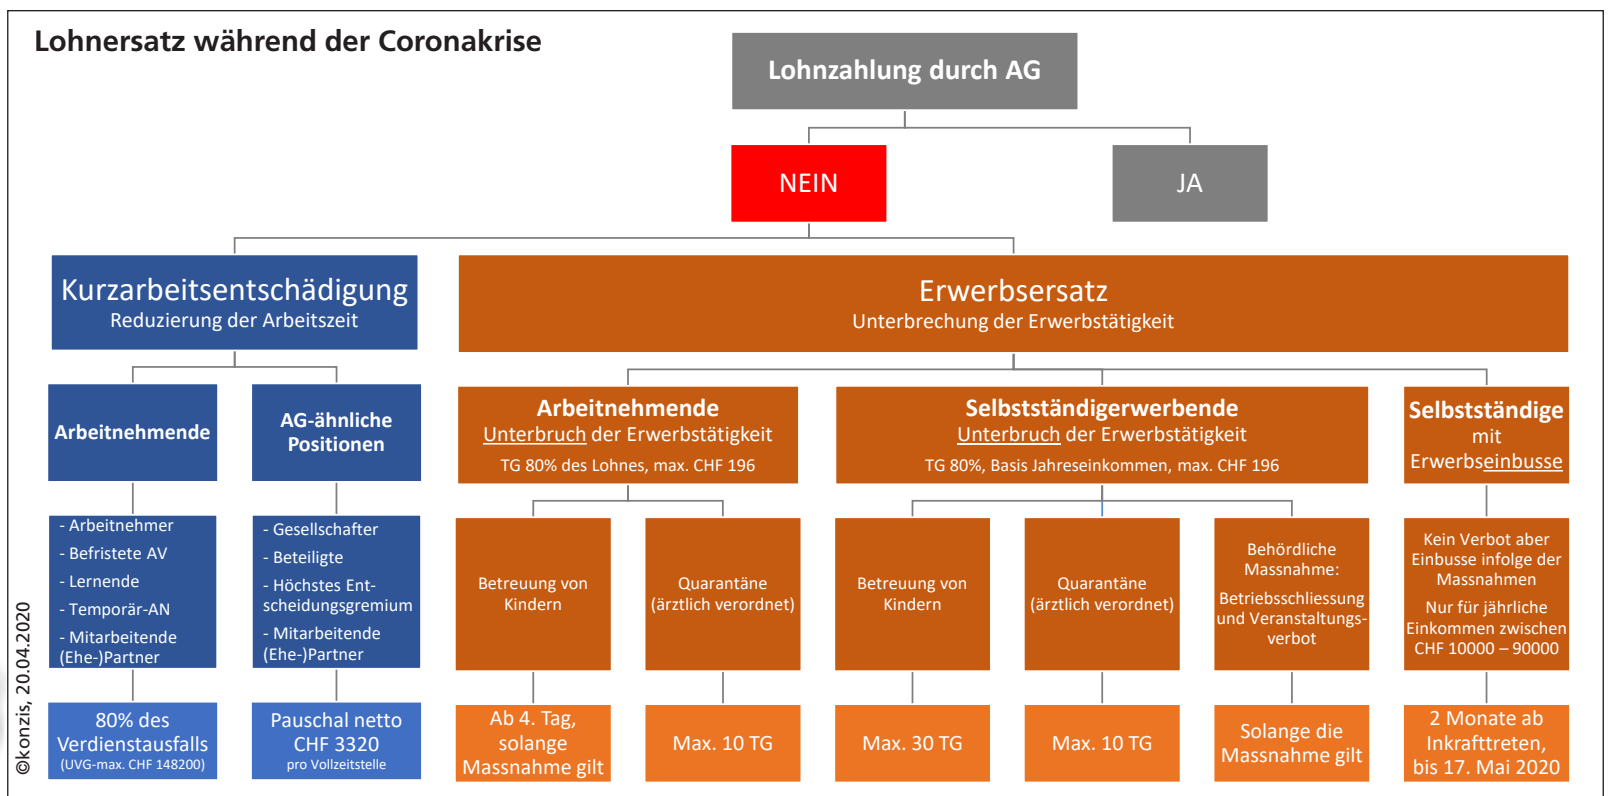 Lohnersatz während der Coronakrise
Lohnzahlung durch AG
NEIN
JA
Kurzarbeitsentschädigung
Reduzierung der Arbeitszeit
Erwerbsersatz
Unterbrechung der Erwerbstätigkeit
Arbeitnehmende
AG-ähnliche
Positionen
Arbeitnehmende
Unterbruch der Erwerbstätigkeit
TG 80% des Lohnes, max. CHF 196
Selbstständigerwerbende
Unterbruch der Erwerbstätigkeit
TG 80%, Basis Jahreseinkommen, max. CHF 196
Selbstständige
mit
Erwerbseinbusse
- Arbeitnehmer
- Befristete AV
- Lernende
- Temporär-AN
- Mitarbeitende
(Ehe-)Partner
- Gesellschafter
- Beteiligte
- Höchstes Ent-
scheidungsgremium
- Mitarbeitende
(Ehe-)Partner
Betreuung von
Kindern
Quarantäne
(ärztlich verordnet)
Betreuung von
Kindern
Quarantäne
(ärztlich verordnet)
Behördliche
Massnahme:
Betriebsschliessung
und Veranstaltungs-
verbot
Kein Verbot aber
Einbusse infolge der
Massnahmen
Nur für jährliche
Einkommen zwischen
CHF 10000 – 90000
80% des
Verdienstausfalls
(UVG-max. CHF 148200)
Pauschal netto
CHF 3320
pro Vollzeitstelle
Ab 4. Tag,
solange
Massnahme gilt
Max. 10 TG
Max. 30 TG
Max. 10 TG
Solange die
Massnahme gilt
2 Monate ab
Inkrafttreten,
bis 17. Mai 2020
©konzis, 20.04.2020